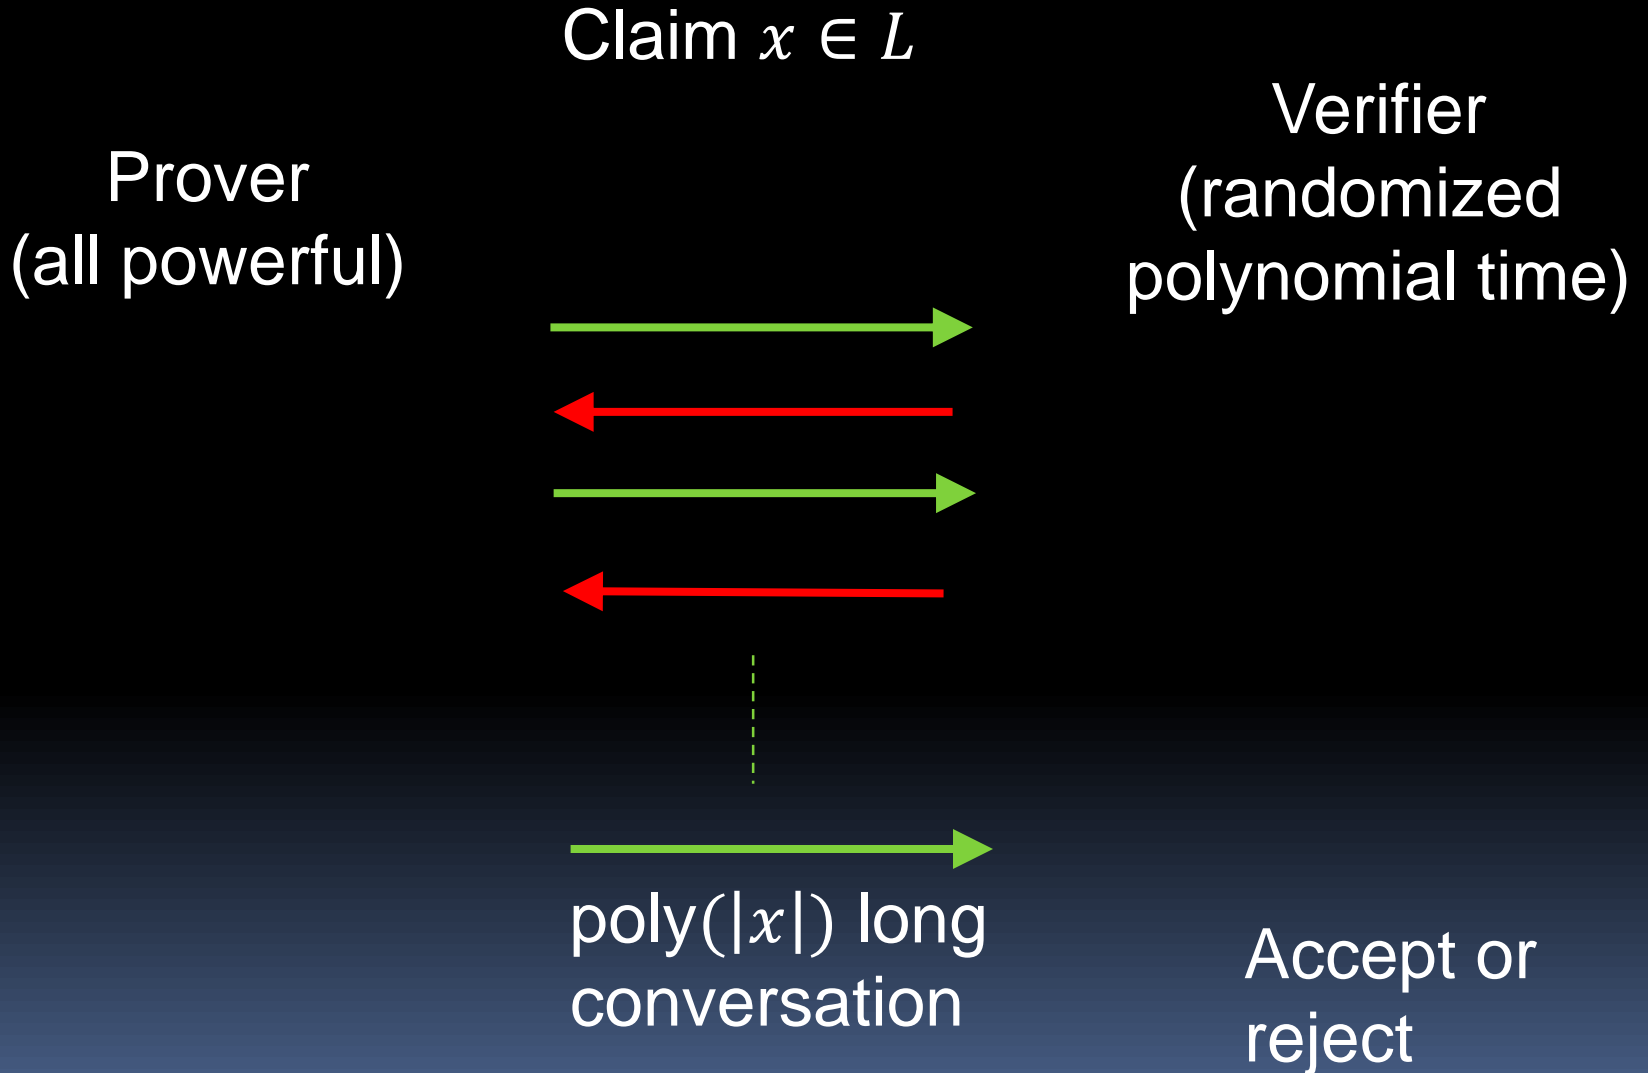 Claim 𝑥 ∈ 𝐿
Prover
(all powerful)
Verifier
(randomized
polynomial time)
poly(|𝑥|) long
conversation
Accept or
reject